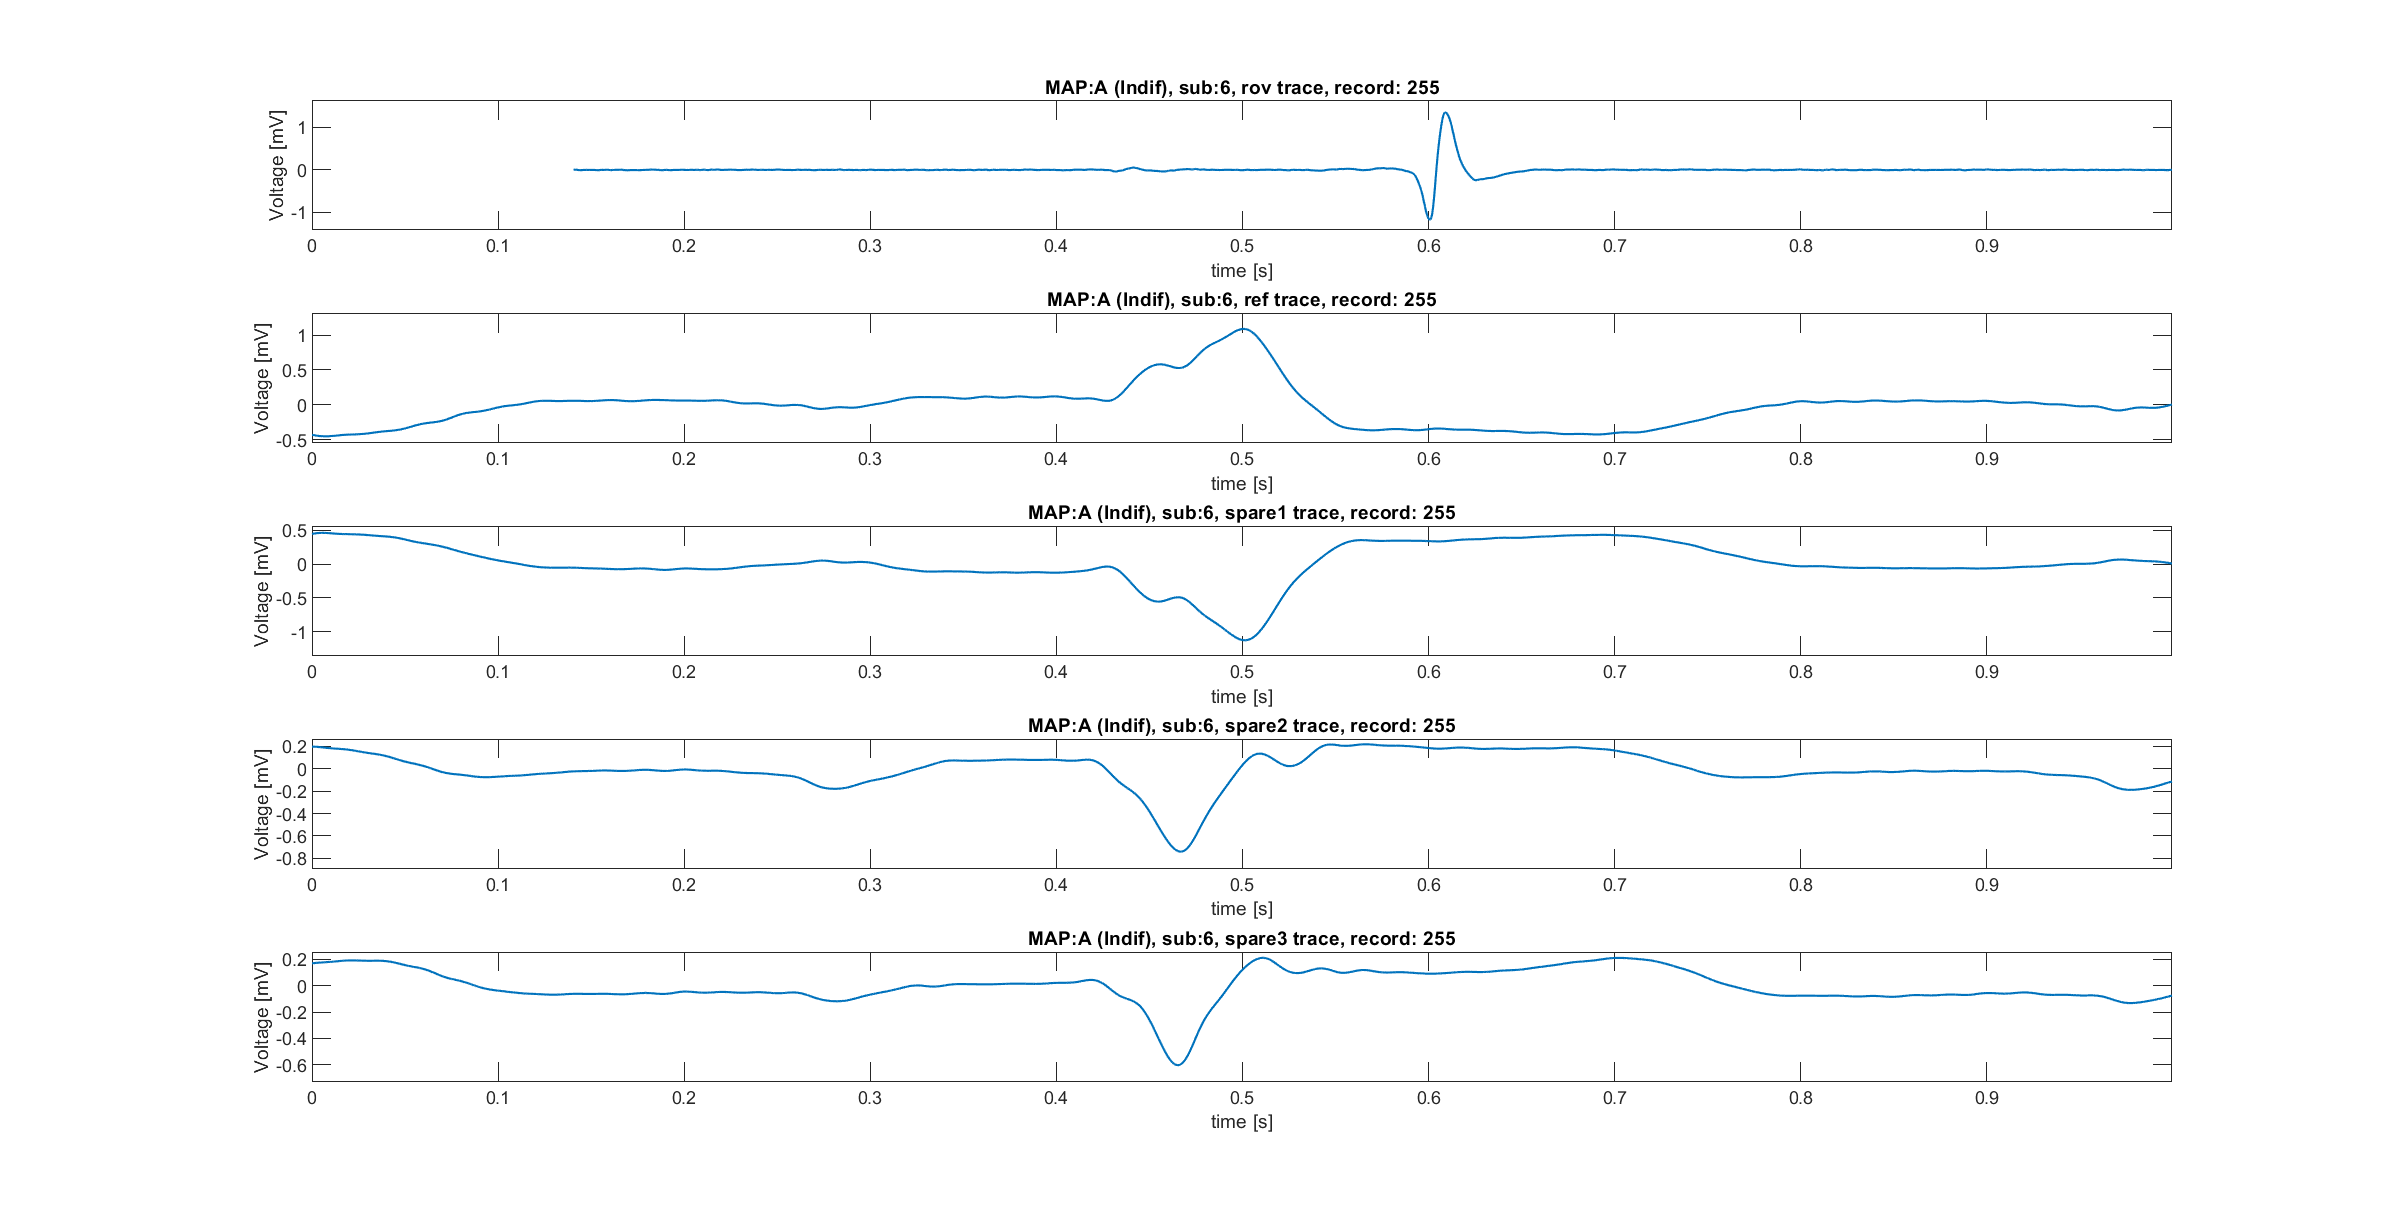 MAP:A (Indif), sub:6, rov trace, record: 255
Voltage [mV]
1
0
-1
0 0.1 0.2 0.3 0.4 0.5 0.6 0.7 0.8 0.9
time [s]
MAP:A (Indif), sub:6, ref trace, record: 255
Voltage [mV]
1
0.5
0
-0.5
0 0.1 0.2 0.3 0.4 0.5 0.6 0.7 0.8 0.9
time [s]
MAP:A (Indif), sub:6, spare1 trace, record: 255
Voltage [mV]
0.5
0
-0.5
-1
0 0.1 0.2 0.3 0.4 0.5 0.6 0.7 0.8 0.9
time [s]
MAP:A (Indif), sub:6, spare2 trace, record: 255
Voltage [mV]
0.2
0
-0.2
-0.4
-0.6
-0.8
0 0.1 0.2 0.3 0.4 0.5 0.6 0.7 0.8 0.9
time [s]
MAP:A (Indif), sub:6, spare3 trace, record: 255
Voltage [mV]
0.2
0
-0.2
-0.4
-0.6
0 0.1 0.2 0.3 0.4 0.5 0.6 0.7 0.8 0.9
time [s]